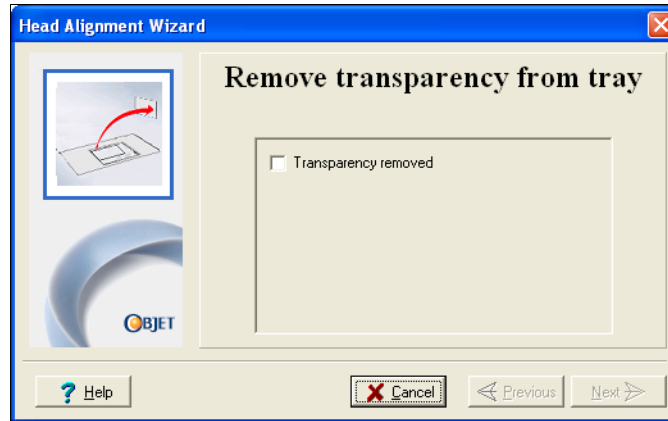 Head Alignment Wizard
Remove transparency from tray
Transparency removed
OBJET
? Help
Cancel
Previous
Next